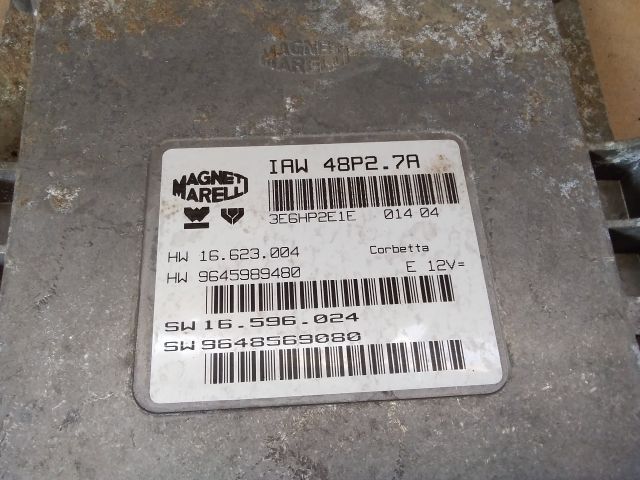 MAGNETI
MARELLI
MAGNETI
MARELLI
IAW 48P2.7A
3E6HP2E1E 014 04
HW 16.623.004 Corbetta
HW 9645989480 E 12V=
SW 16.596.024
SW 9648569080